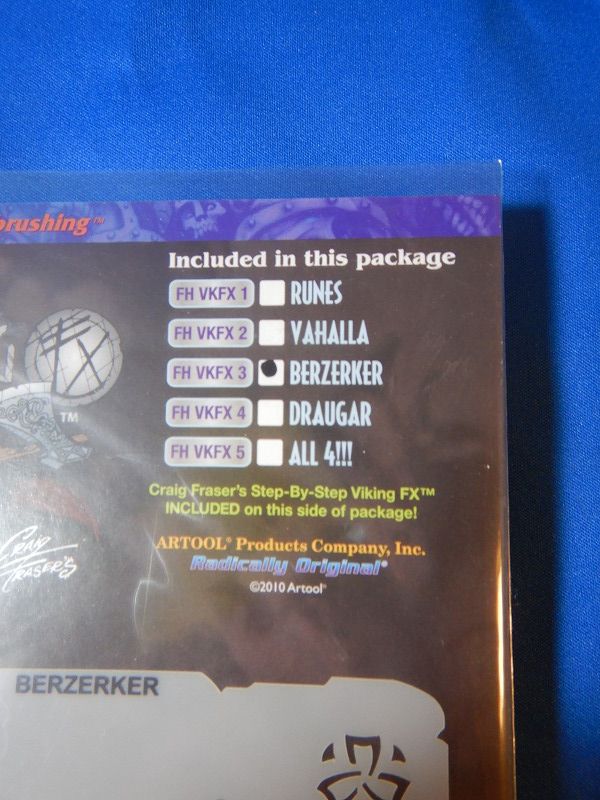 brushing™
Included in this package
FH VKFX 1 RUNES
FH VKFX 2 VAHALLA
FH VKFX 3 BERZERKER
FH VKFX 4 DRAUGAR
FH VKFX 5 ALL 4!!!
FX
TM
Craig Fraser's Step-By-Step Viking FX™
INCLUDED on this side of package!
CRAIG
FRASER'S
ARTOOL® Products Company, Inc.
Radically Original®
©2010 Artool®
BERZERKER